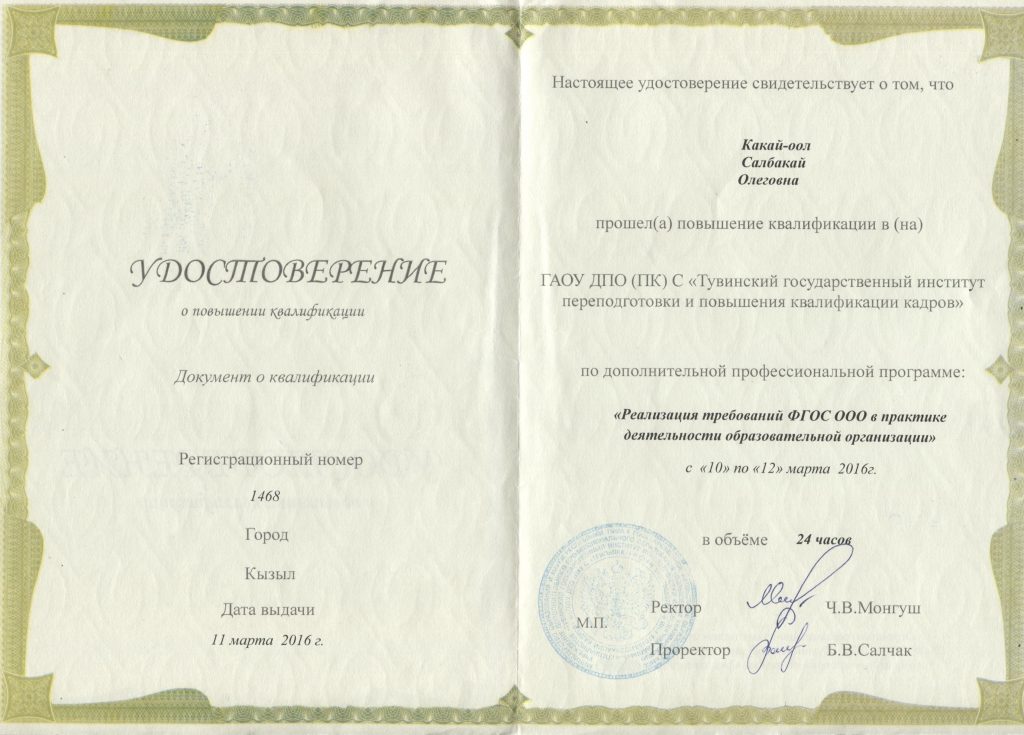 УДОСТОВЕРЕНИЕ
о повышении квалификации
Документ о квалификации
Регистрационный номер
1468
Город
Кызыл
Дата выдачи
11 марта 2016 г.
Настоящее удостоверение свидетельствует о том, что
Какай-оол
Салбакай
Олеговна
прошел(а) повышение квалификации в (на)
ГАОУ ДПО (ПК) С «Тувинский государственный институт
переподготовки и повышения квалификации кадров»
по дополнительной профессиональной программе:
«Реализация требований ФГОС ООО в практике
деятельности образовательной организации»
с «10» по «12» марта 2016г.
в объёме 24 часов
Ректор Ч.В.Монгуш
М.П.
Проректор Б.В.Салчак